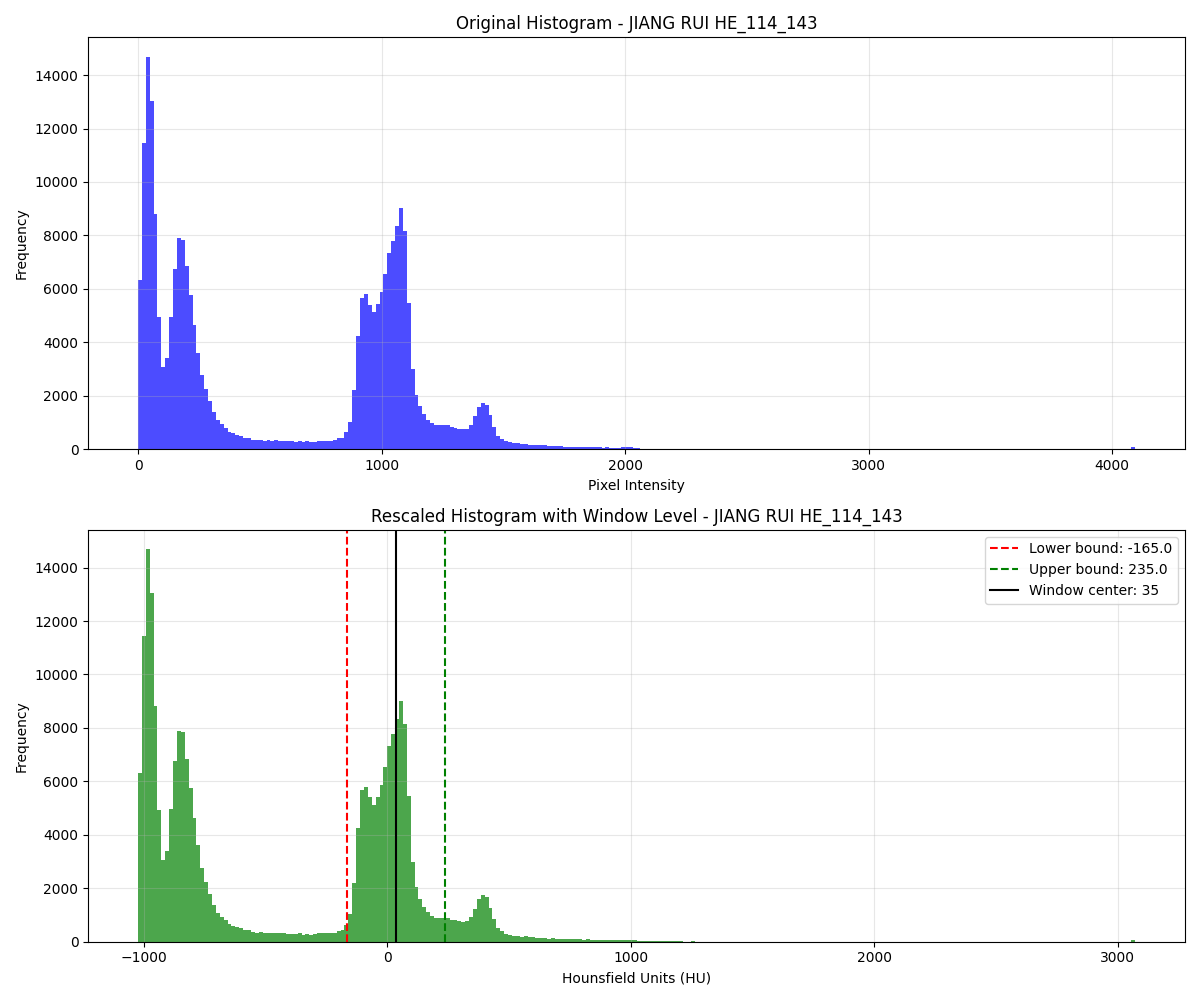 Original Histogram - JIANG RUI HE_114_143
14000
12000
10000
8000
6000
4000
2000
0
Frequency
0 1000 2000 3000 4000
Pixel Intensity
Rescaled Histogram with Window Level - JIANG RUI HE_114_143
Lower bound: -165.0
Upper bound: 235.0
Window center: 35
14000
12000
10000
8000
6000
4000
2000
0
Frequency
−1000 0 1000 2000 3000
Hounsfield Units (HU)